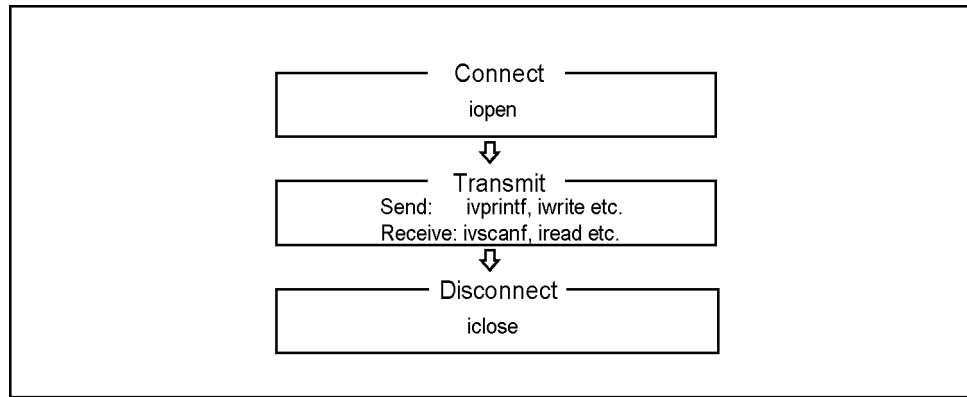 Connect
iopen
Transmit
Send: ivprintf, iwrite etc.
Receive: ivscanf, iread etc.
Disconnect
iclose